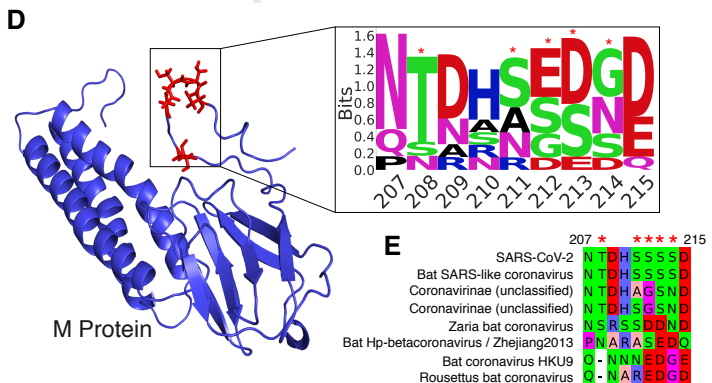 D
Bits
1.6
1.4
1.2
1.0
0.8
0.6
0.4
0.2
0.0
* * * * *
N T D H S E D G D
Q S N A A S S N E
P N A S N G E D Q
R R R D
N
207 208 209 210 211 212 213 214 215
M Protein
E
207 * * * * * 215
SARS-CoV-2 N T D H S S S S D
Bat SARS-like coronavirus N T D H S S S S D
Coronavirinae (unclassified) N T D H A G S N D
Coronavirinae (unclassified) N T D H S G S N D
Zaria bat coronavirus N S R S S D D N D
Bat Hp-betacoronavirus / Zhejiang2013 P N A R A S E D Q
Bat coronavirus HKU9 Q - N N N E D G E
Rousettus bat coronavirus Q - N A R E D G E